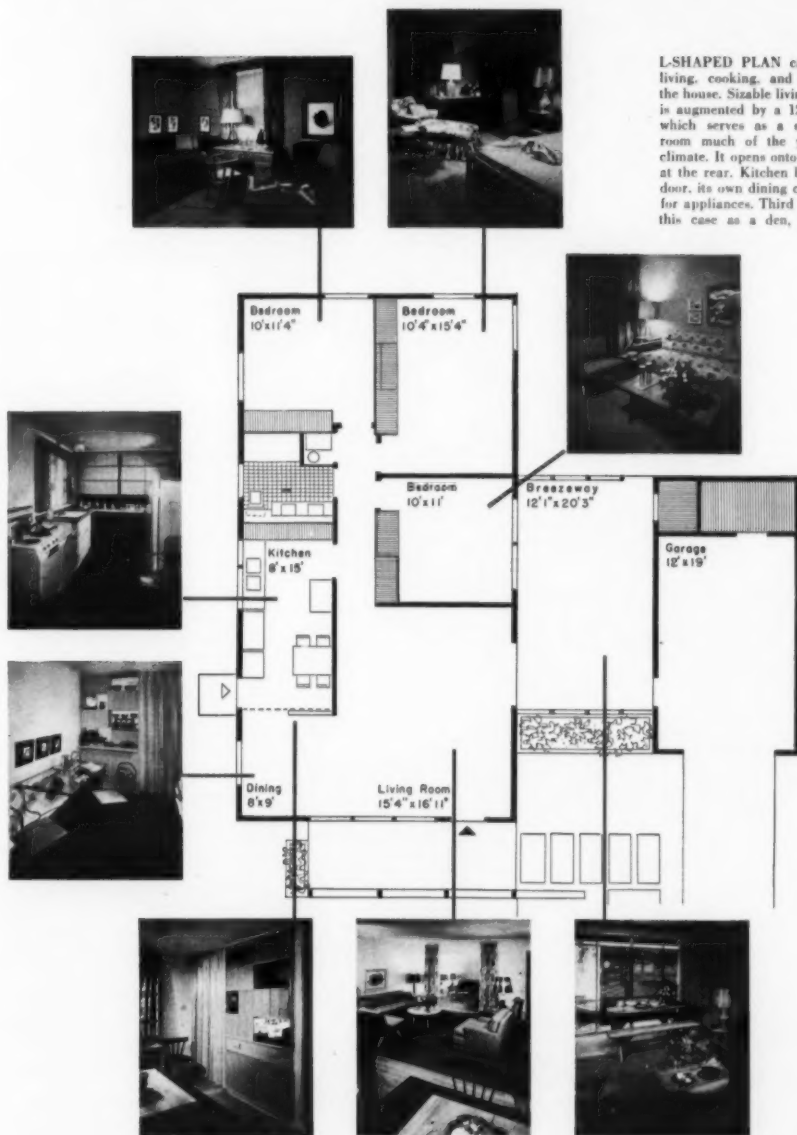 L-SHAPED PLAN
living, cooking, and
the house. Sizable livin
is augmented by a 12
which serves as a
room much of the
climate. It opens onto
at the rear. Kitchen
door, its own dining
for appliances. Third
this case as a den,
Bedroom
10'x11'4"
Bedroom
10'4"x15'4"
Bedroom
10'x11'
Breezeway
12'1"x20'3"
Garage
12'x19'
Kitchen
8'x15'
Dining
8'x9'
Living Room
15'4"x16'11"